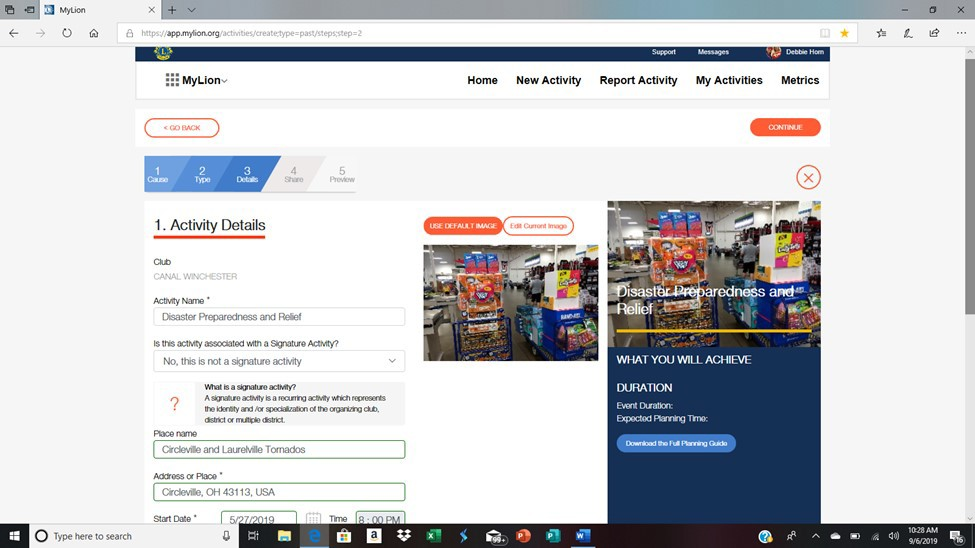 MyLion
https://app.mylion.org/activities/create;type=past/steps;step=2
Support Messages Debbie Horn
MyLion
Home New Activity Report Activity My Activities Metrics
< GO BACK
CONTINUE
1 2 3 4 5
Cause Type Details Share Preview
1. Activity Details
Club
CANAL WINCHESTER
Activity Name *
Disaster Preparedness and Relief
Is this activity associated with a Signature Activity?
No, this is not a signature activity
?
What is a signature activity?
A signature activity is a recurring activity which represents
the identity and /or specialization of the organizing club,
district or multiple district.
Place name
Circleville and Laurelville Tornados
Address or Place *
Circleville, OH 43113, USA
Start Date *
5/27/2019
Time
8 : 00 PM
USE DEFAULT IMAGE
Edit Current Image
Disaster Preparedness and
Relief
WHAT YOU WILL ACHIEVE
DURATION
Event Duration:
Expected Planning Time:
Download the Full Planning Guide
Type here to search
99+
10:28 AM
9/6/2019
16